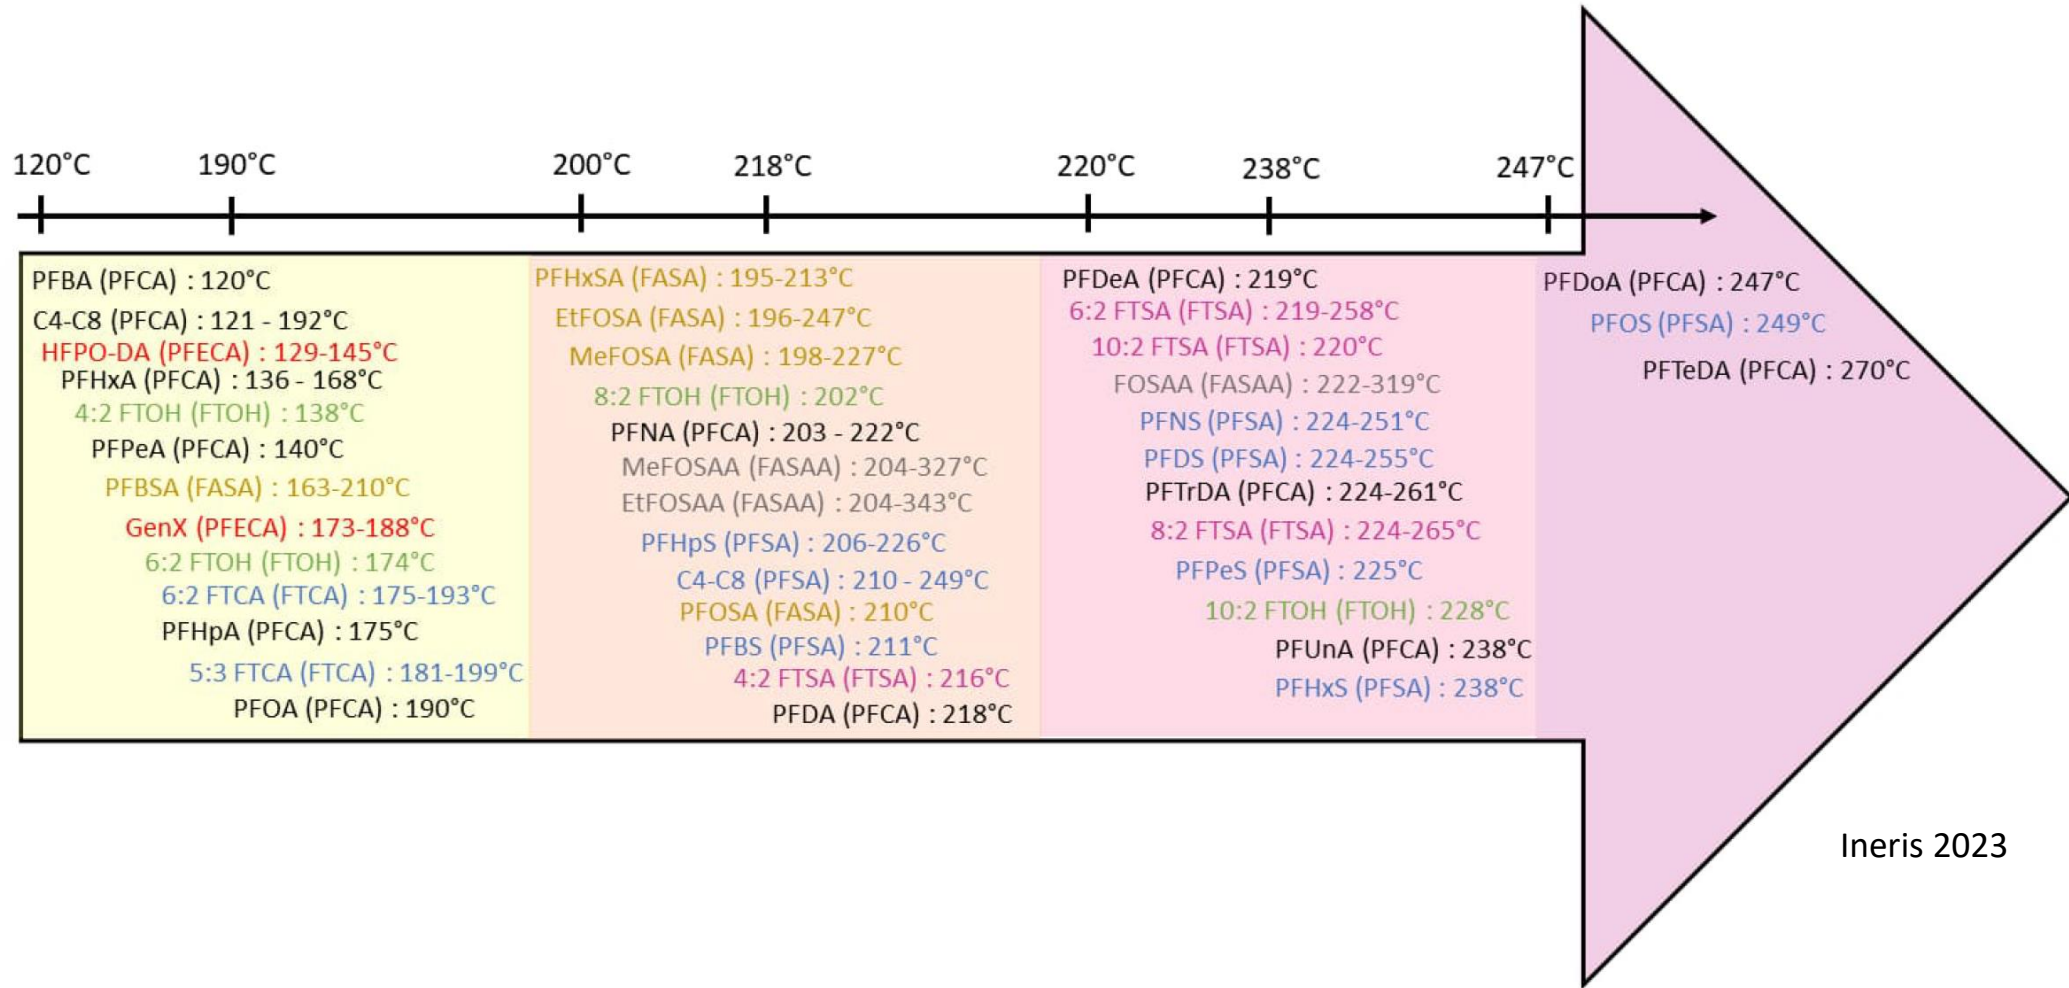 120°C 190°C 200°C 218°C 220°C 238°C 247°C
PFBA (PFCA) : 120°C
C4-C8 (PFCA) : 121 - 192°C
HFPO-DA (PFECA) : 129-145°C
PFHxA (PFCA) : 136 - 168°C
4:2 FTOH (FTOH) : 138°C
PFPeA (PFCA) : 140°C
PFBSA (FASA) : 163-210°C
GenX (PFECA) : 173-188°C
6:2 FTOH (FTOH) : 174°C
6:2 FTCA (FTCA) : 175-193°C
PFHpA (PFCA) : 175°C
5:3 FTCA (FTCA) : 181-199°C
PFOA (PFCA) : 190°C
PFHxSA (FASA) : 195-213°C
EtFOSA (FASA) : 196-247°C
MeFOSA (FASA) : 198-227°C
8:2 FTOH (FTOH) : 202°C
PFNA (PFCA) : 203 - 222°C
MeFOSAA (FASAA) : 204-327°C
EtFOSAA (FASAA) : 204-343°C
PFHpS (PFSA) : 206-226°C
C4-C8 (PFSA) : 210 - 249°C
PFOSA (FASA) : 210°C
PFBS (PFSA) : 211°C
4:2 FTSA (FTSA) : 216°C
PFDA (PFCA) : 218°C
PFDeA (PFCA) : 219°C
6:2 FTSA (FTSA) : 219-258°C
10:2 FTSA (FTSA) : 220°C
FOSAA (FASAA) : 222-319°C
PFNS (PFSA) : 224-251°C
PFDS (PFSA) : 224-255°C
PFTrDA (PFCA) : 224-261°C
8:2 FTSA (FTSA) : 224-265°C
PFPeS (PFSA) : 225°C
10:2 FTOH (FTOH) : 228°C
PFUnA (PFCA) : 238°C
PFHxS (PFSA) : 238°C
PFDoA (PFCA) : 247°C
PFOS (PFSA) : 249°C
PFTeDA (PFCA) : 270°C
Ineris 2023